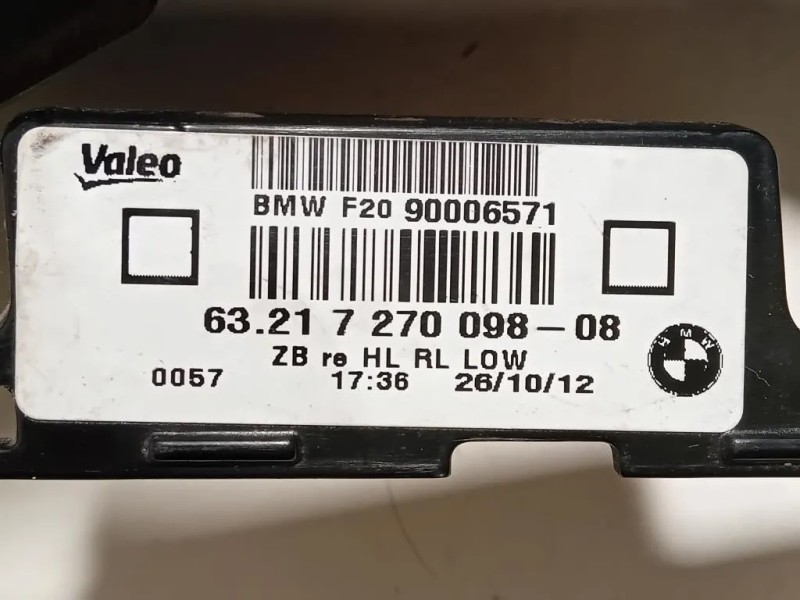 Valeo
BMW F20 90006571
63.21 7 270 098-08
ZB re HL RL LOW
0057 17:36 26/10/12
BMW